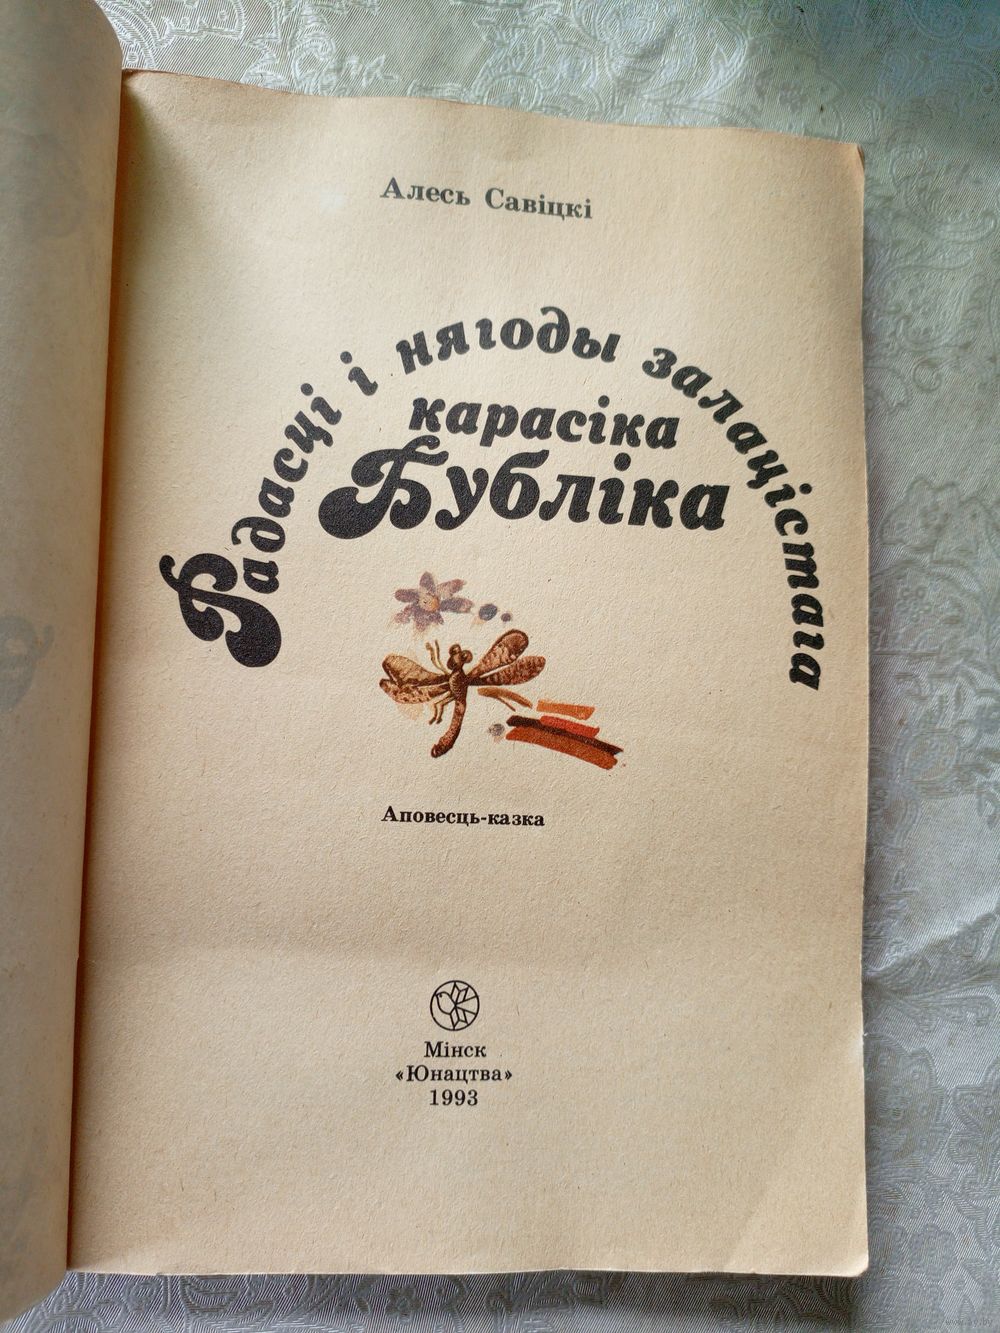 Алесь Савіцкі
Радасці і нягоды залацістага
карасіка
Бубліка
Аповесць-казка
Мінск
«Юнацтва»
1993